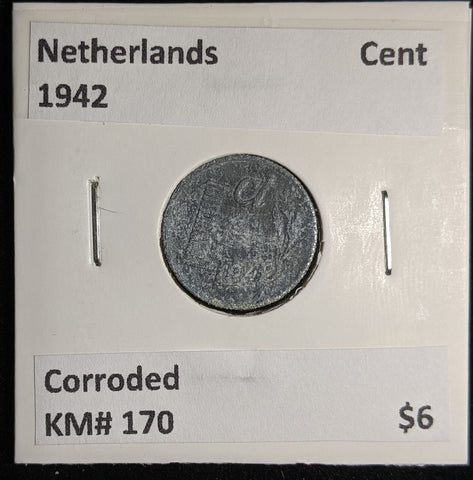 Netherlands Cent
1942
Corroded
KM# 170 $6